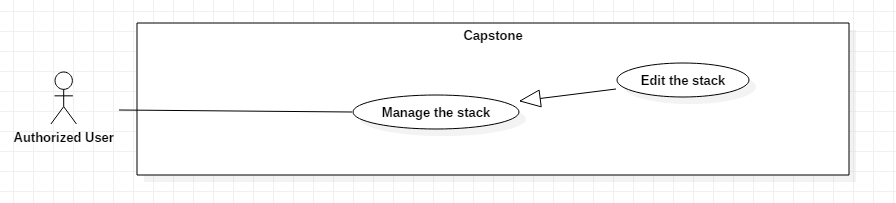 Capstone
Edit the stack
Manage the stack
Authorized User